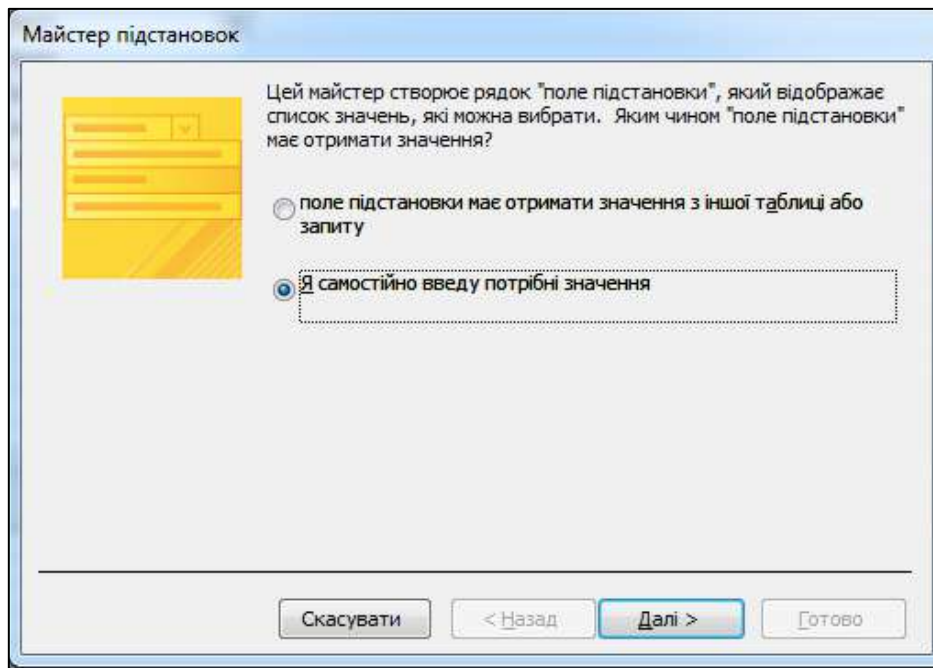 Майстер підстановок
Цей майстер створює рядок "поле підстановки", який відображає
список значень, які можна вибрати. Яким чином "поле підстановки"
має отримати значення?
поле підстановки має отримати значення з іншої таблиці або
запиту
Я самостійно введу потрібні значення
Скасувати
< Назад
Далі >
Готово